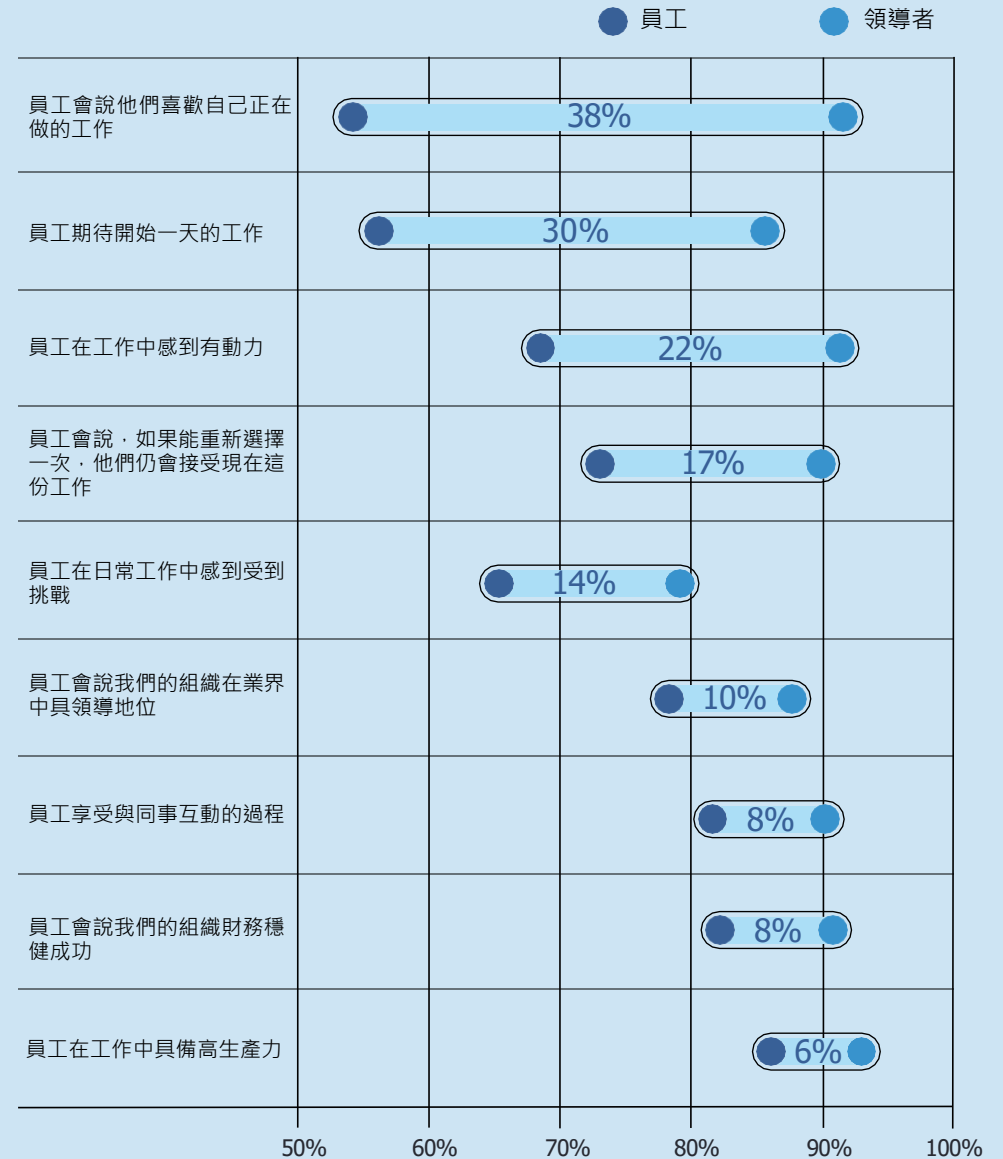 員工 領導者
員工會說他們喜歡自己正在
做的工作
38%
員工期待開始一天的工作
30%
員工在工作中感到有動力
22%
員工會說，如果能重新選擇
一次，他們仍會接受現在這
份工作
17%
員工在日常工作中感到受到
挑戰
14%
員工會說我們的組織在業界
中具領導地位
10%
員工享受與同事互動的過程
8%
員工會說我們的組織財務穩
健成功
8%
員工在工作中具備高生產力
6%
50% 60% 70% 80% 90% 100%